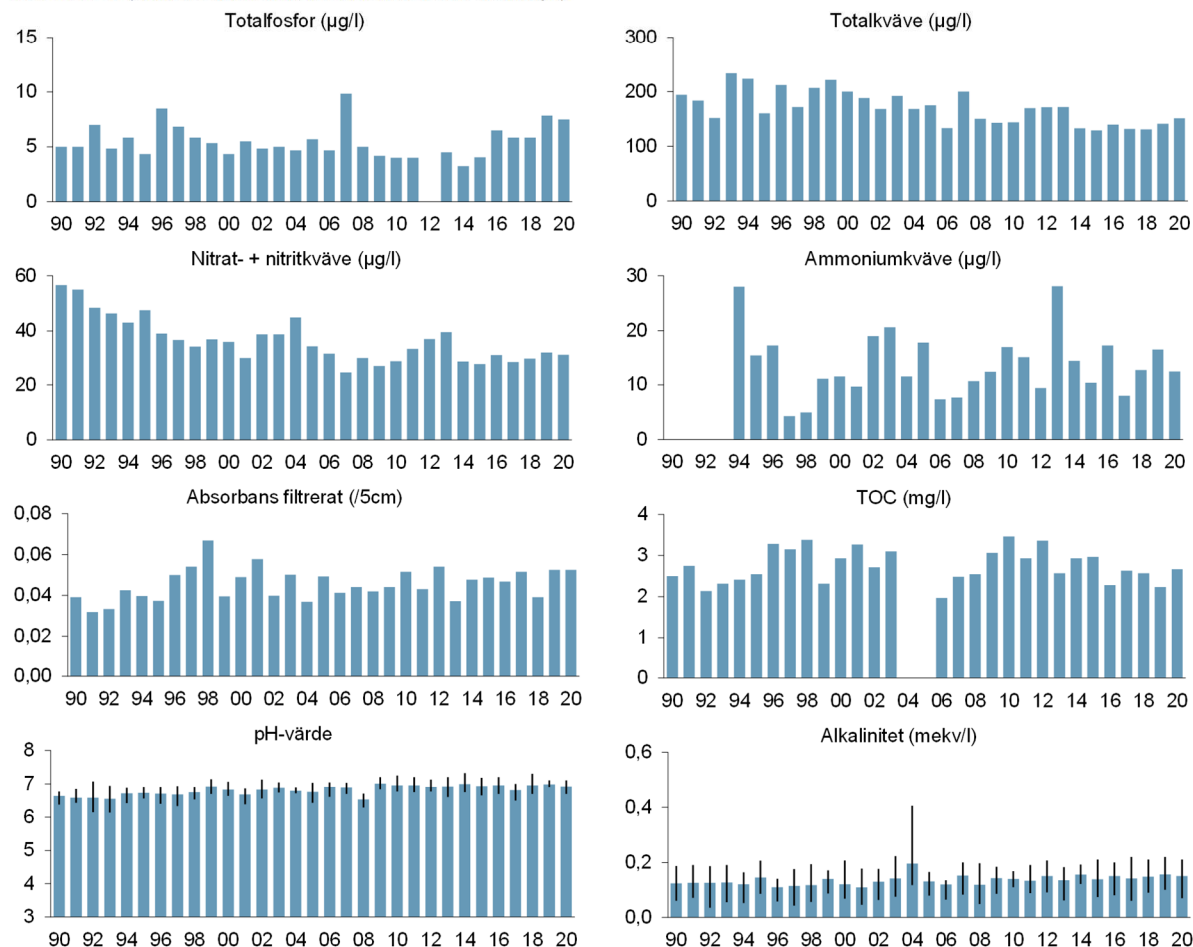 Totalfosfor (µg/l)
15
10
5
0
90 92 94 96 98 00 02 04 06 08 10 12 14 16 18 20
Totalkväve (µg/l)
300
200
100
0
90 92 94 96 98 00 02 04 06 08 10 12 14 16 18 20
Nitrat- + nitritkväve (µg/l)
60
40
20
0
90 92 94 96 98 00 02 04 06 08 10 12 14 16 18 20
Ammoniumkväve (µg/l)
30
20
10
0
90 92 94 96 98 00 02 04 06 08 10 12 14 16 18 20
Absorbans filtrerat (/5cm)
0,08
0,06
0,04
0,02
0,00
90 92 94 96 98 00 02 04 06 08 10 12 14 16 18 20
TOC (mg/l)
4
3
2
1
0
90 92 94 96 98 00 02 04 06 08 10 12 14 16 18 20
pH-värde
8
7
6
5
4
3
90 92 94 96 98 00 02 04 06 08 10 12 14 16 18 20
Alkalinitet (mekv/l)
0,6
0,4
0,2
0,0
90 92 94 96 98 00 02 04 06 08 10 12 14 16 18 20